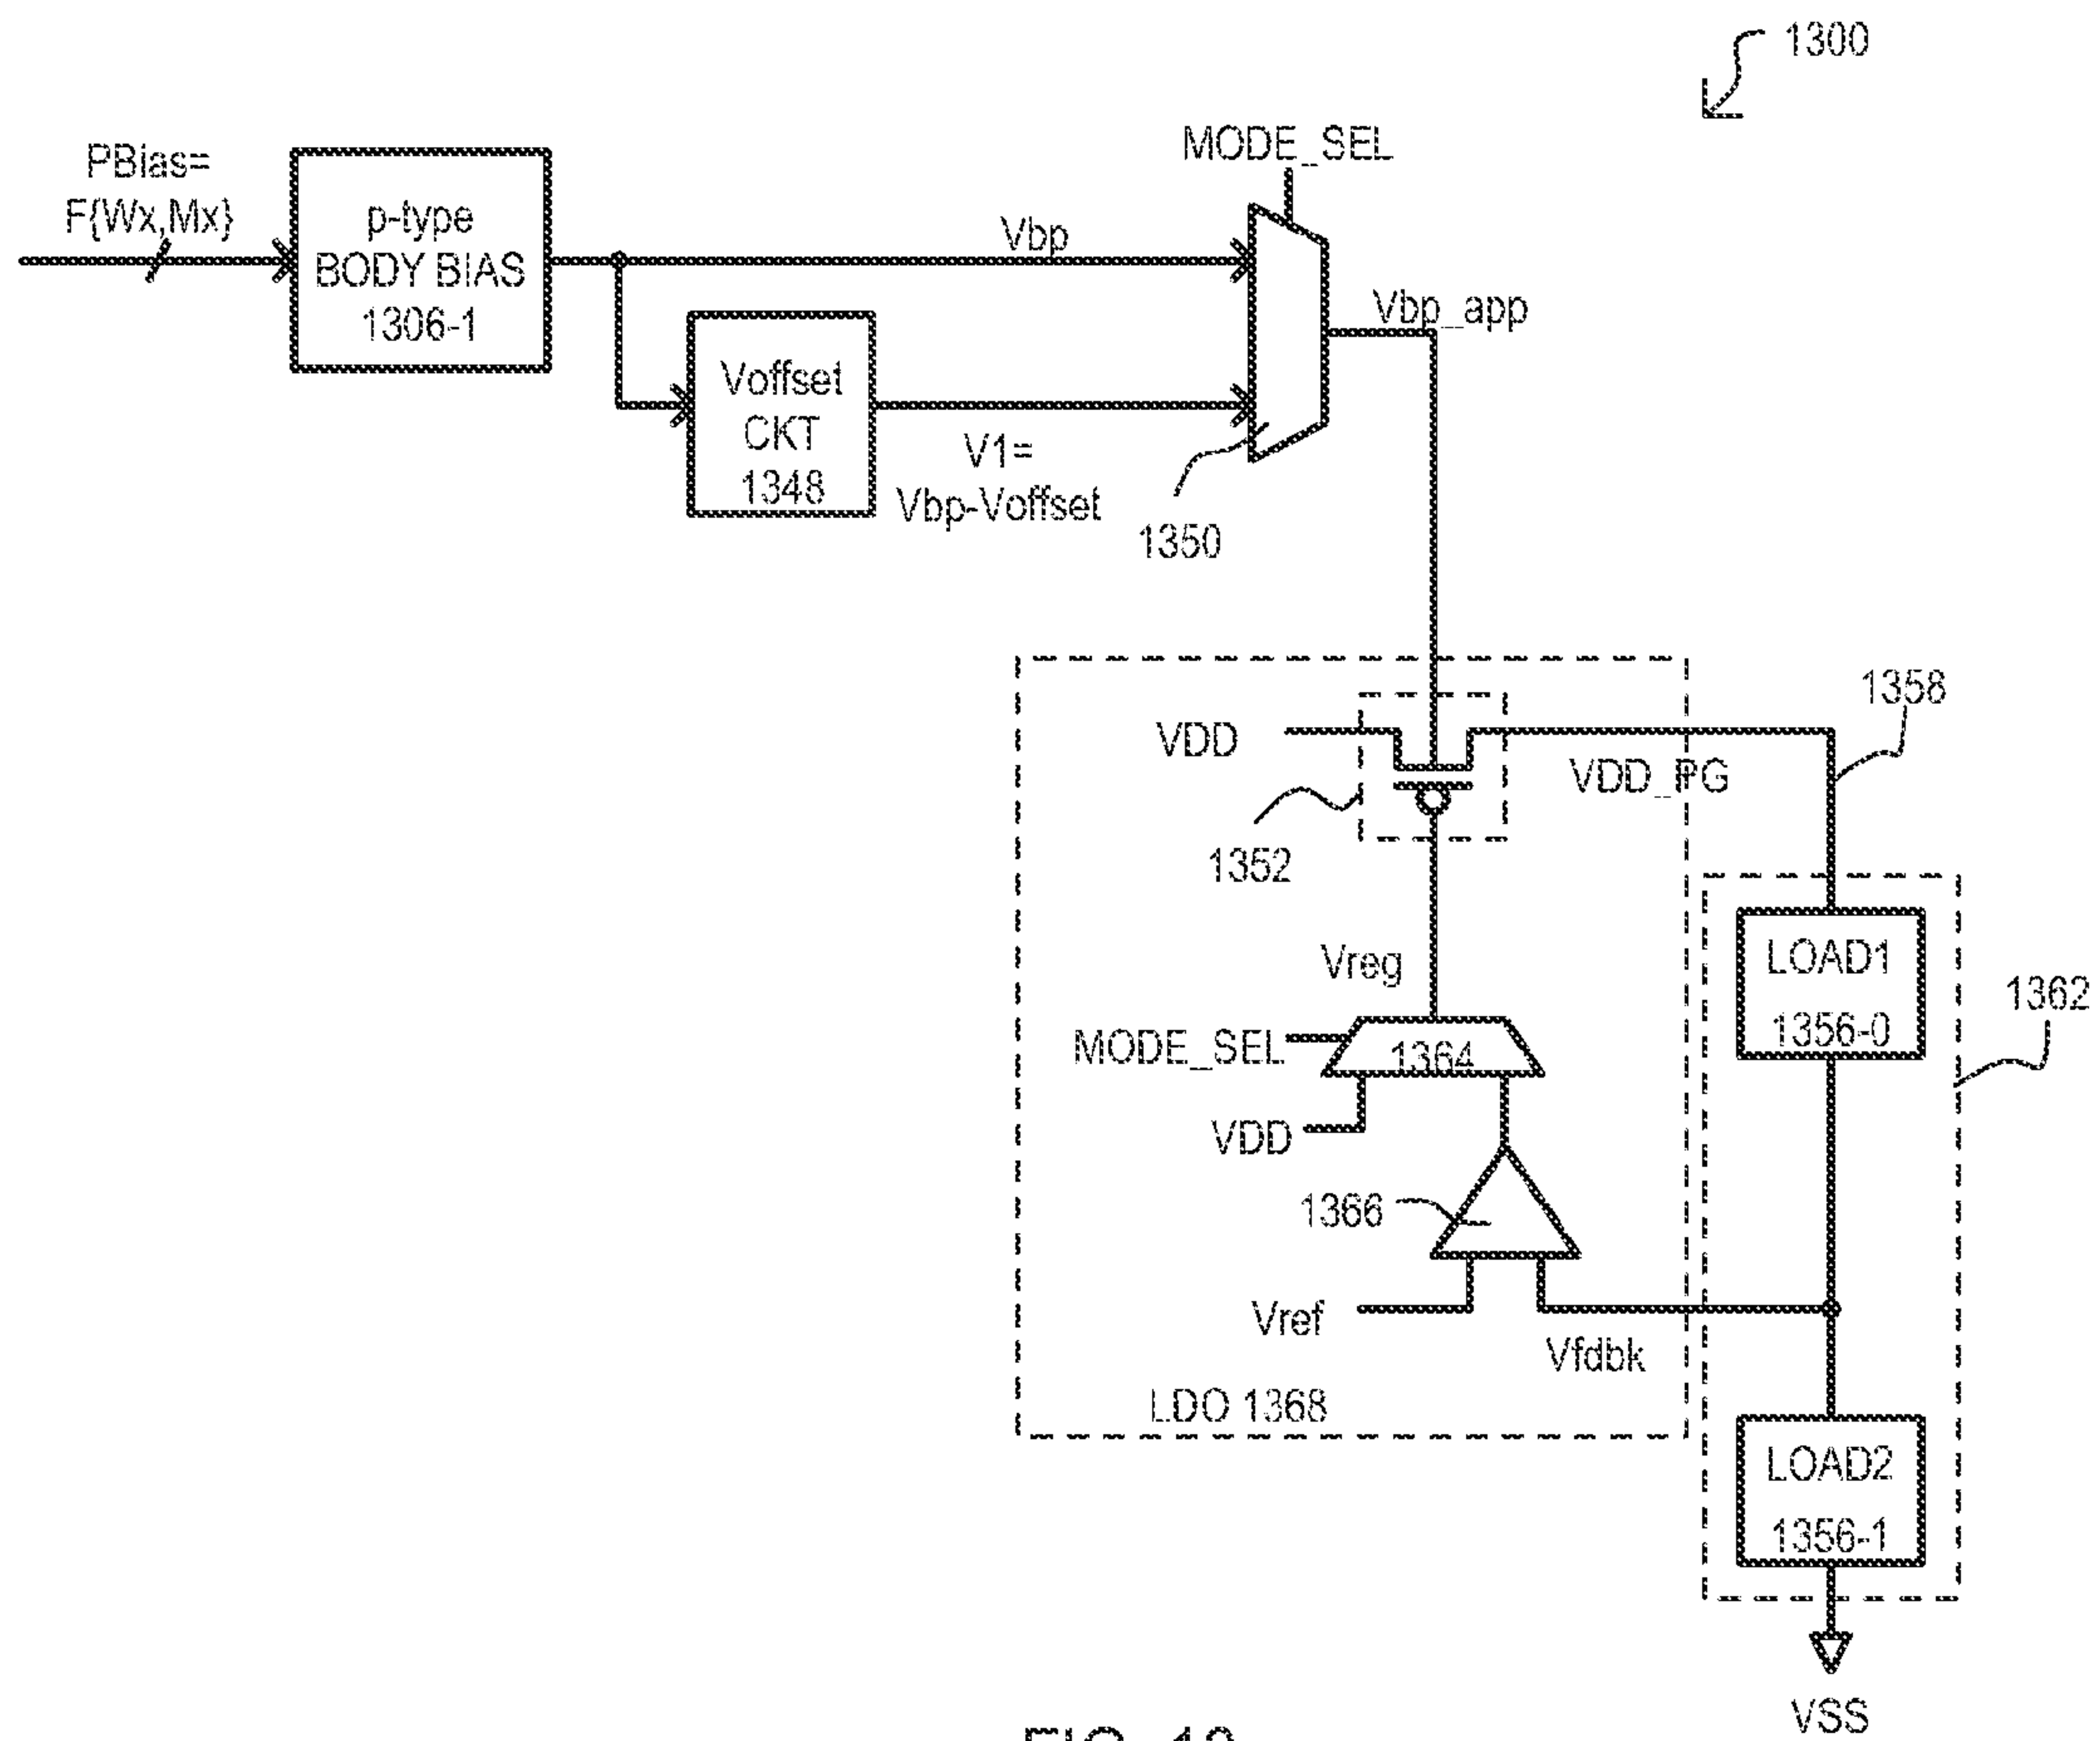 1300
PBias=
F{Wx,Mx}
p-type
BODY BIAS
1306-1
Vbp
MODE_SEL
Vbp_app
Voffset
CKT
1348
V1=
Vbp-Voffset
1350
VDD
VDD_PG
1358
1352
Vreg
MODE_SEL
1364
VDD
LOAD1
1356-0
1362
1366
Vref
Vfdbk
LDO 1368
LOAD2
1356-1
VSS